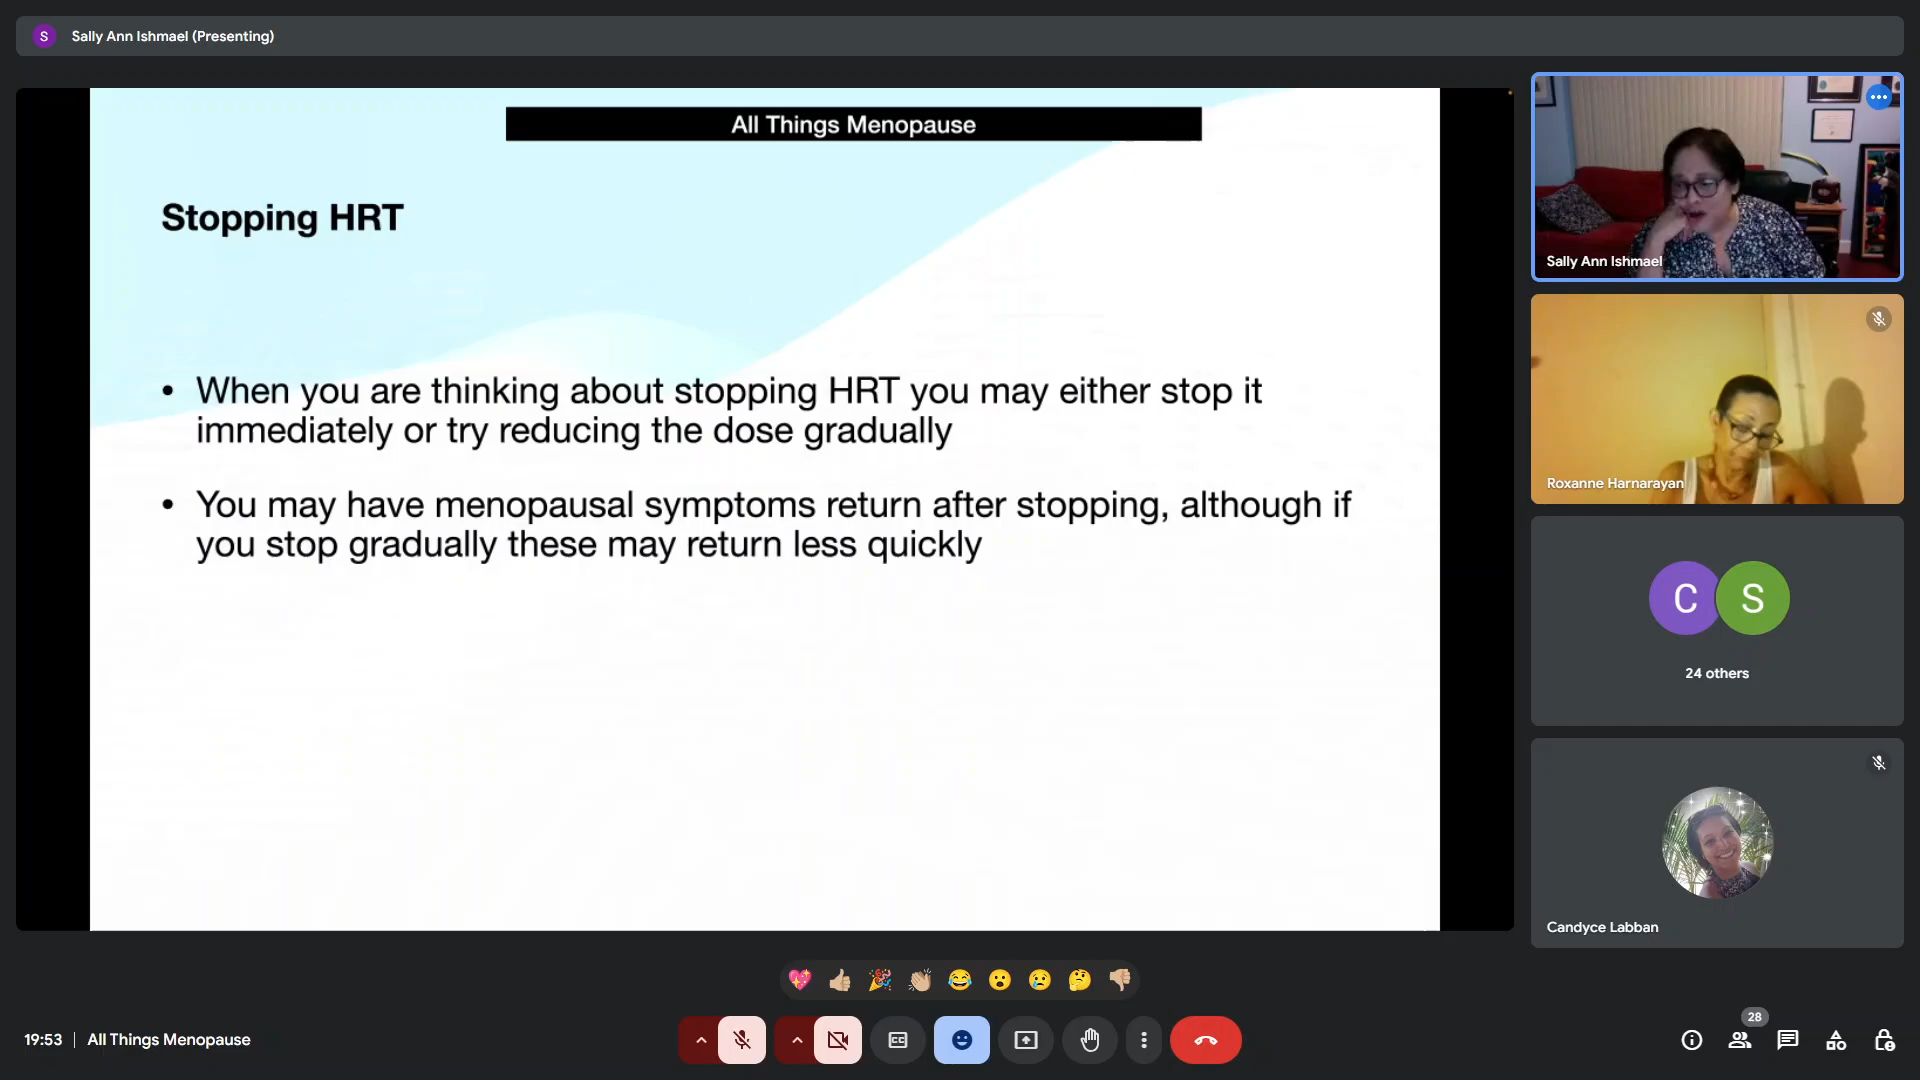 S Sally Ann Ishmael (Presenting)
All Things Menopause
Stopping HRT
• When you are thinking about stopping HRT you may either stop it
immediately or try reducing the dose gradually
• You may have menopausal symptoms return after stopping, although if
you stop gradually these may return less quickly
Sally Ann Ishmael
Roxanne Harnarayan
C S
24 others
Candyce Labban
19:53 | All Things Menopause
CC
28